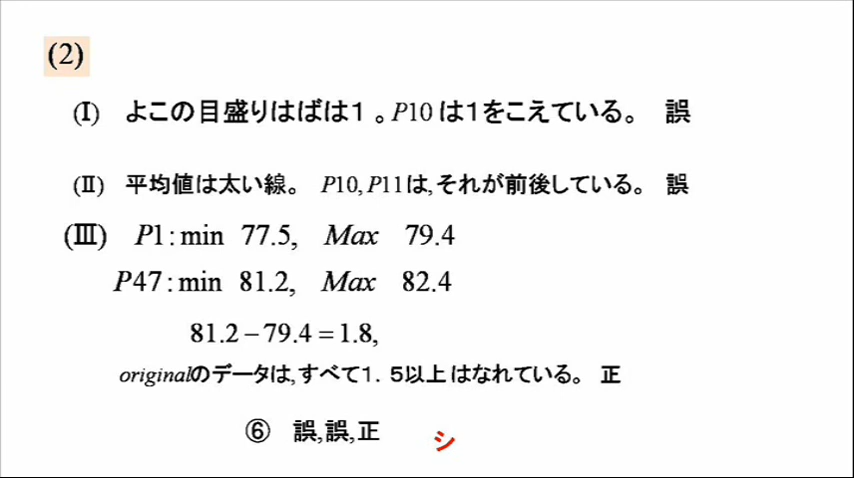 (2)
(Ⅰ) よこの目盛りはばは１。P10は１をこえている。 誤
(Ⅱ) 平均値は太い線。 P10,P11は,それが前後している。 誤
(Ⅲ) P1:min 77.5, Max 79.4
P47:min 81.2, Max 82.4
81.2−79.4=1.8,
originalのデータは,すべて１．５以上はなれている。 正
⑥ 誤,誤,正 シ